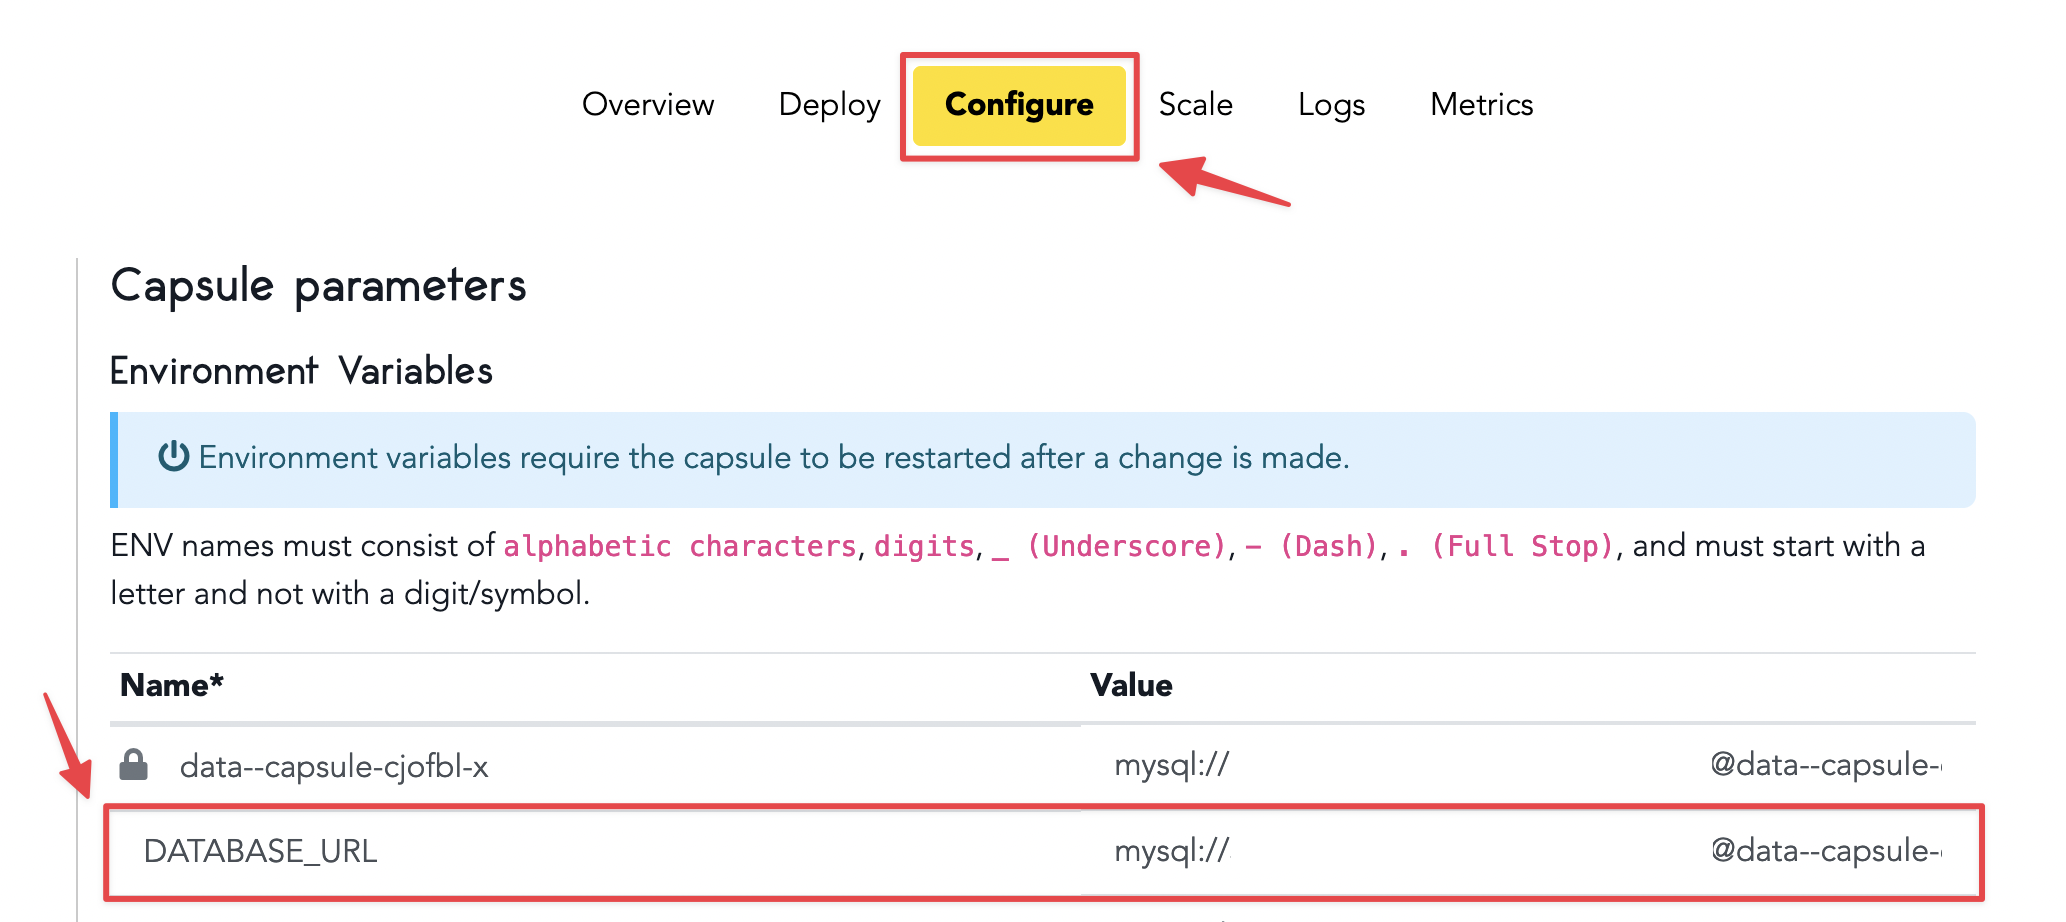 Overview Deploy Configure Scale Logs Metrics
Capsule parameters
Environment Variables
Environment variables require the capsule to be restarted after a change is made.
ENV names must consist of alphabetic characters, digits, _ (Underscore), - (Dash), . (Full Stop), and must start with a
letter and not with a digit/symbol.
Name* Value
data--capsule-cjofbl-x mysql:// @data--capsule-
DATABASE_URL mysql:// @data--capsule-